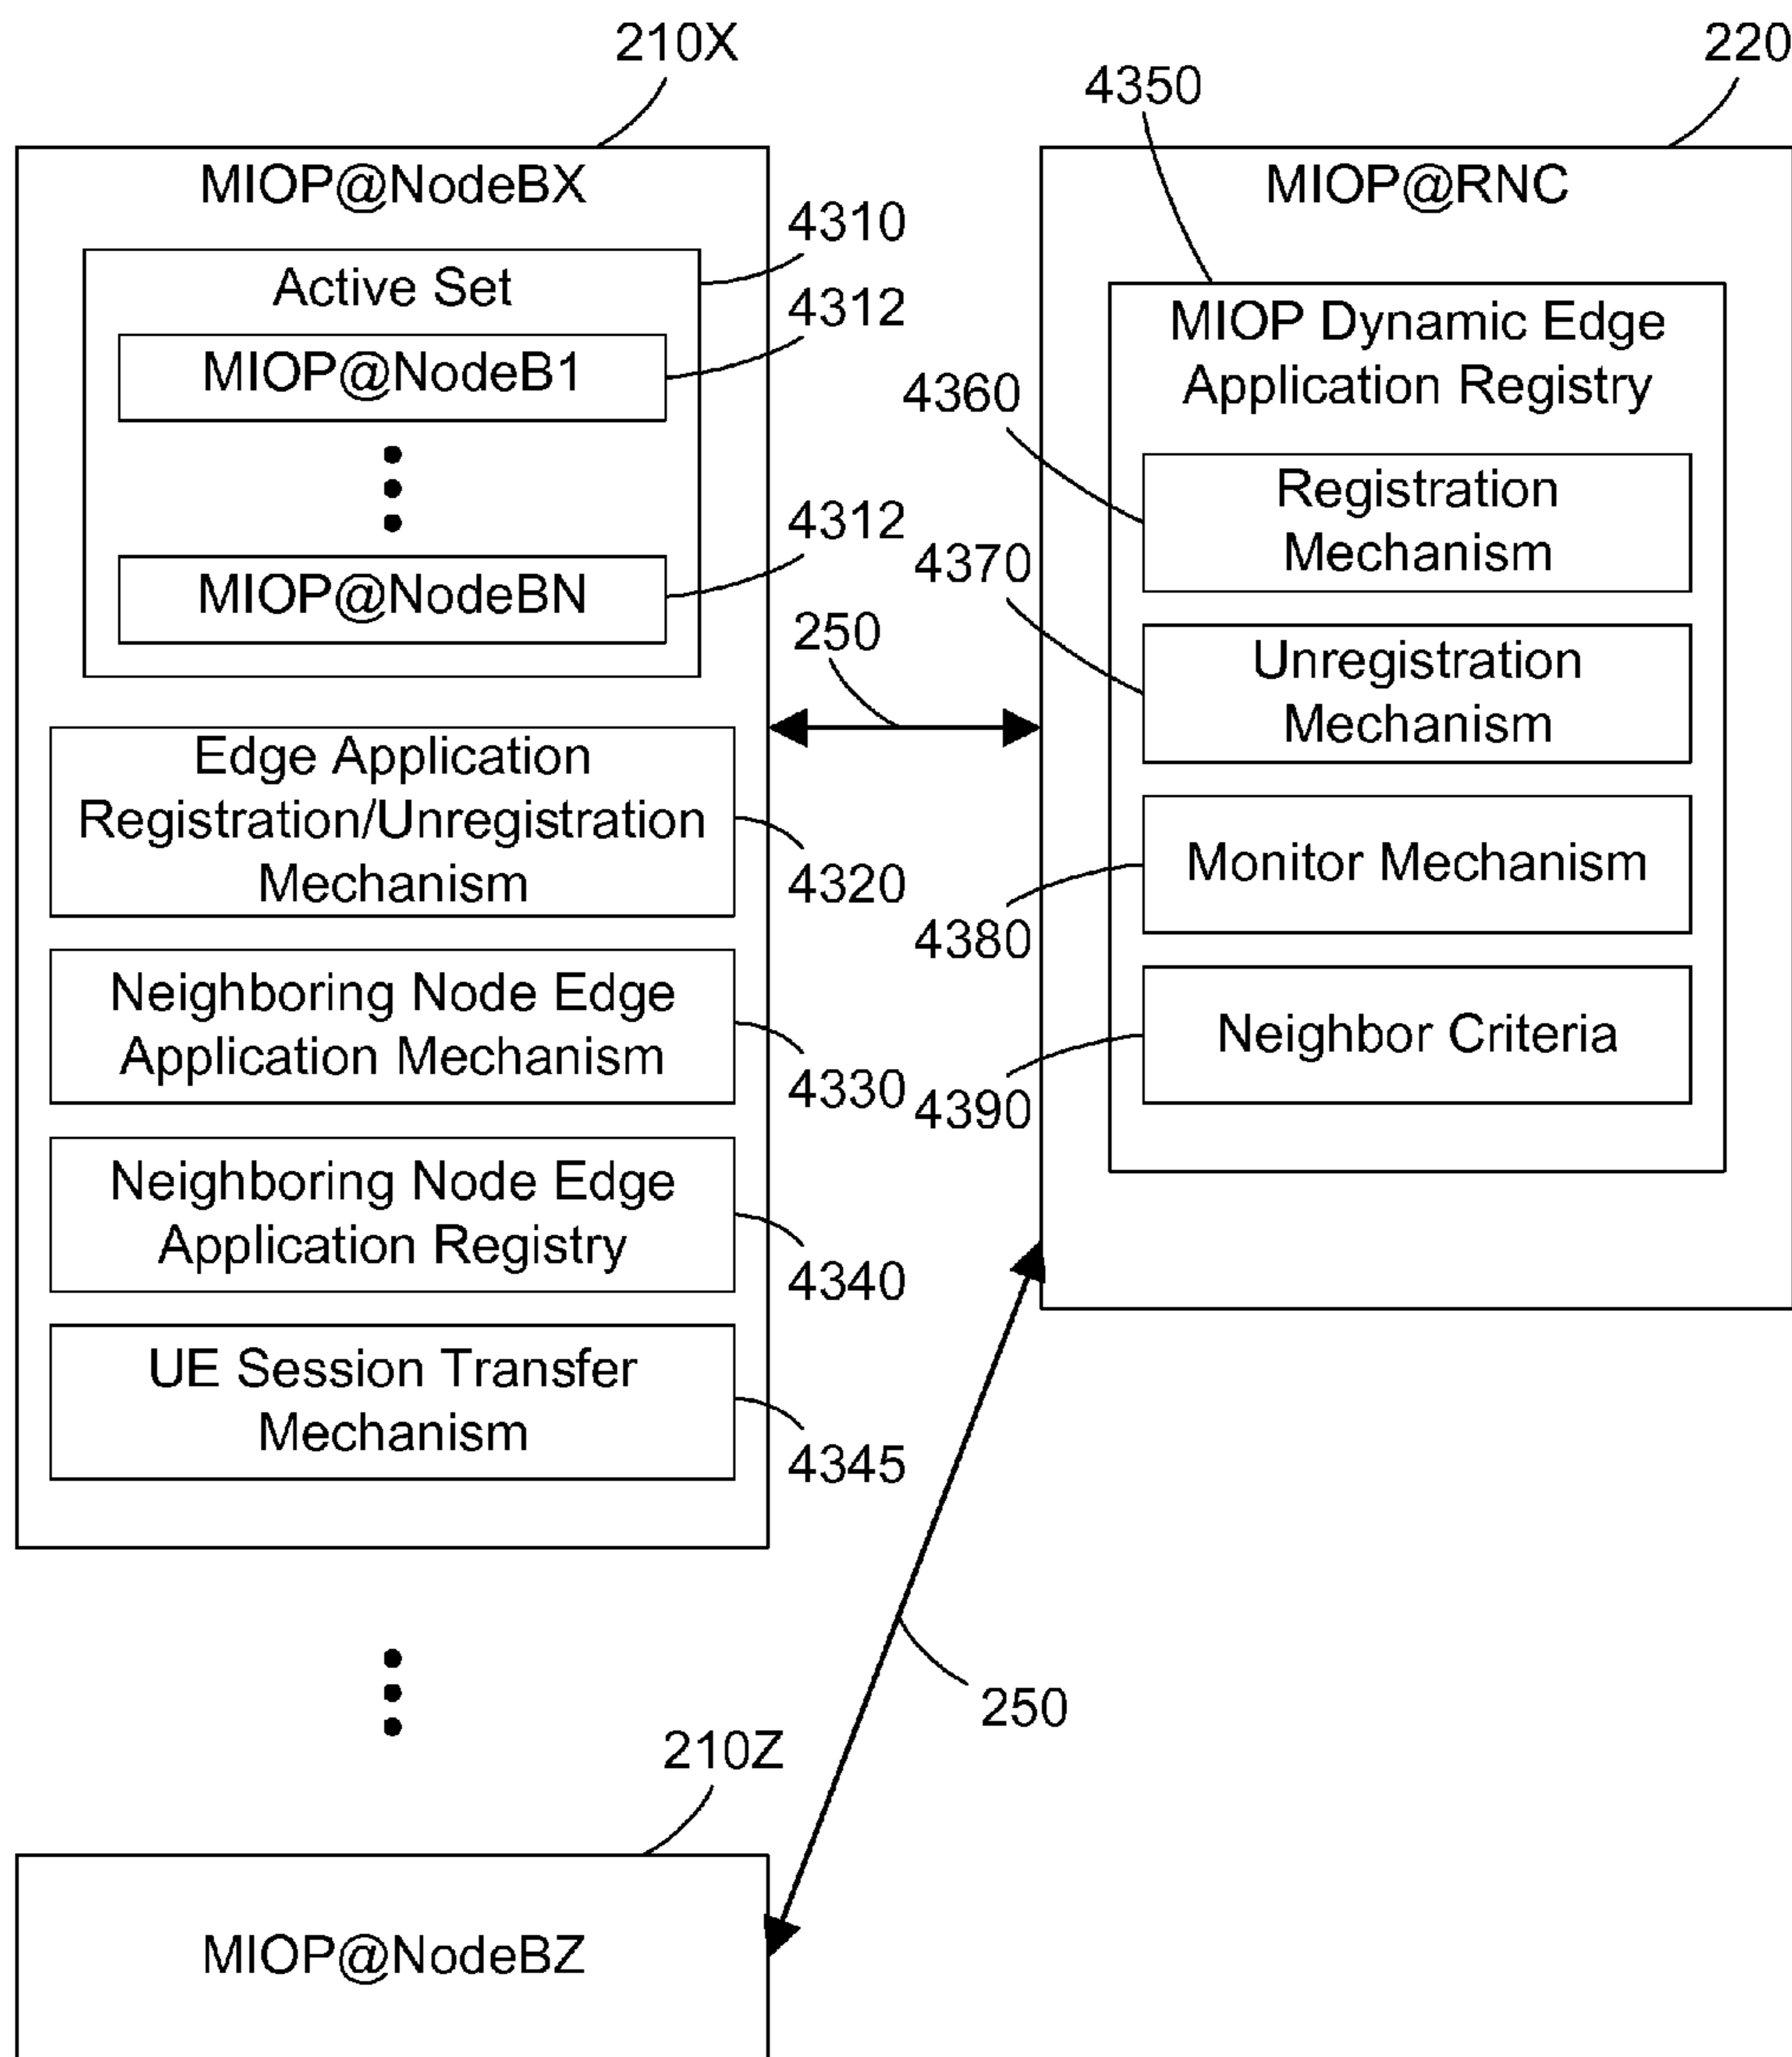 210X
220
4350
MIOP@NodeBX
MIOP@RNC
4310
Active Set
4312
MIOP@NodeB1
MIOP Dynamic Edge
Application Registry
4360
Registration
Mechanism
4312
MIOP@NodeBN
4370
250
Unregistration
Mechanism
Edge Application
Registration/Unregistration
Mechanism
4320
Monitor Mechanism
4380
Neighboring Node Edge
Application Mechanism
4330
Neighbor Criteria
4390
Neighboring Node Edge
Application Registry
4340
UE Session Transfer
Mechanism
4345
250
210Z
MIOP@NodeBZ